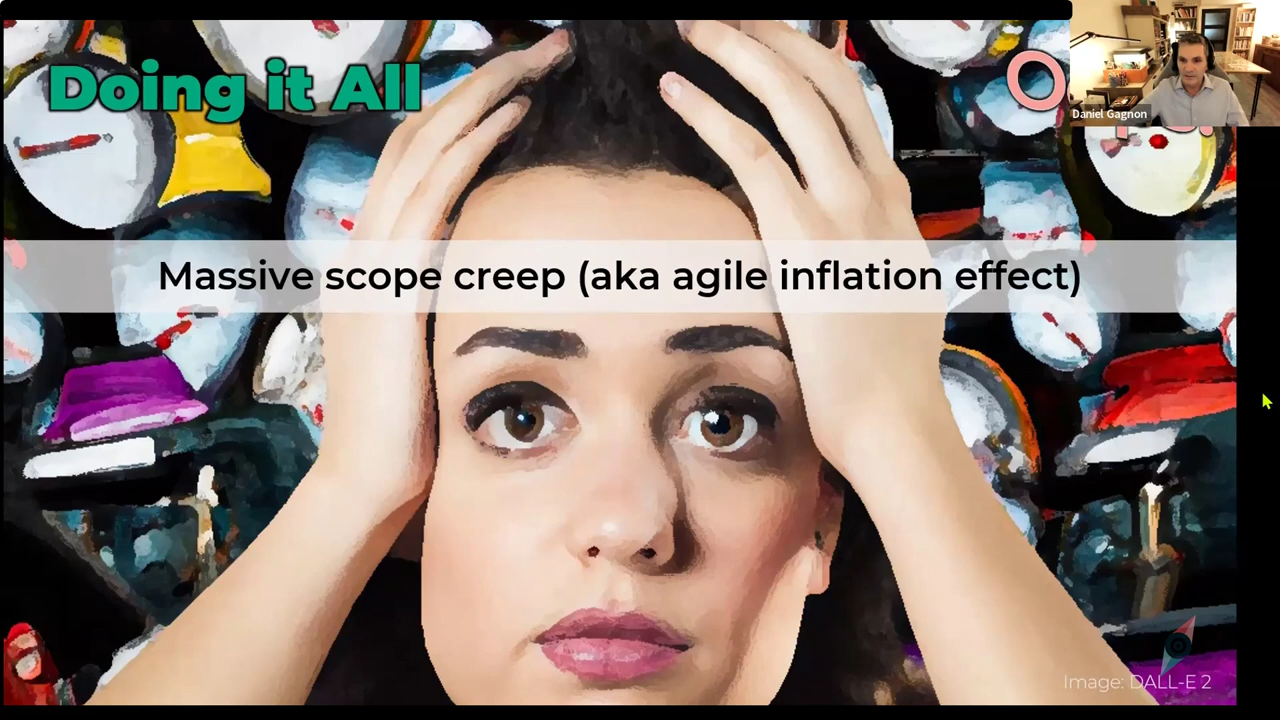 Doing it All
Daniel Gagnon
Massive scope creep (aka agile inflation effect)
Image: DALL-E 2